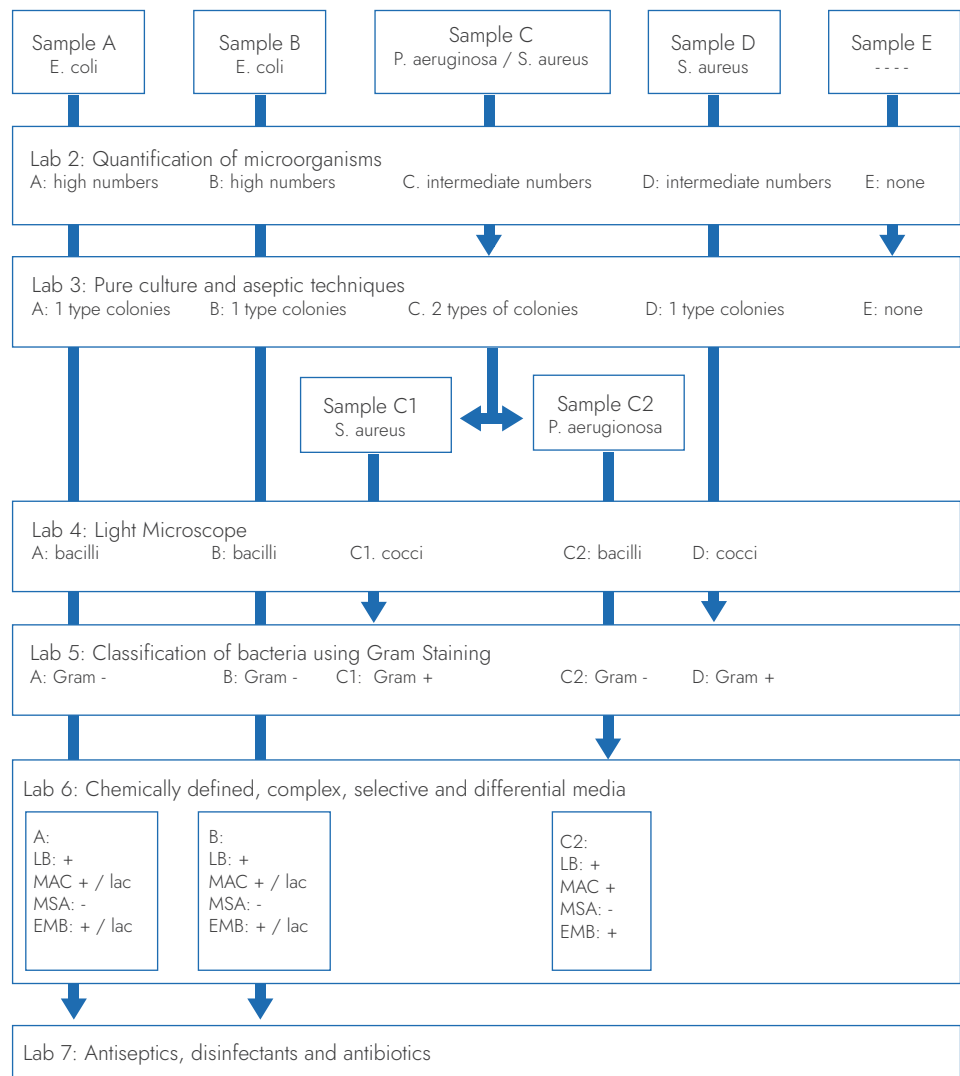 Sample A
E. coli
Sample B
E. coli
Sample C
P. aeruginosa / S. aureus
Sample D
S. aureus
Sample E
----
Lab 2: Quantification of microorganisms
A: high numbers B: high numbers C. intermediate numbers D: intermediate numbers E: none
Lab 3: Pure culture and aseptic techniques
A: 1 type colonies B: 1 type colonies C. 2 types of colonies D: 1 type colonies E: none
Sample C1
S. aureus
Sample C2
P. aerugionosa
Lab 4: Light Microscope
A: bacilli B: bacilli C1. cocci C2: bacilli D: cocci
Lab 5: Classification of bacteria using Gram Staining
A: Gram - B: Gram - C1: Gram + C2: Gram - D: Gram +
Lab 6: Chemically defined, complex, selective and differential media
A:
LB: +
MAC + / lac
MSA: -
EMB: + / lac
B:
LB: +
MAC + / lac
MSA: -
EMB: + / lac
C2:
LB: +
MAC +
MSA: -
EMB: +
Lab 7: Antiseptics, disinfectants and antibiotics